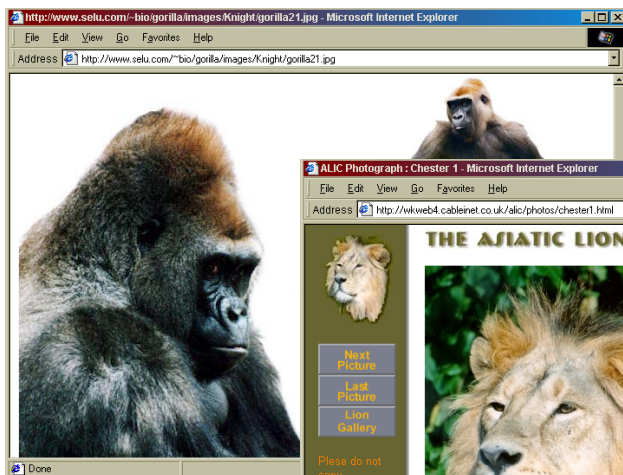 http://www.selu.com/~bio/gorilla/images/Knight/gorilla21.jpg - Microsoft Internet Explorer
File Edit View Go Favorites Help
Address http://www.selu.com/~bio/gorilla/images/Knight/gorilla21.jpg
ALIC Photograph : Chester 1 - Microsoft Internet Explorer
File Edit View Go Favorites Help
Address http://wkweb4.cableinet.co.uk/alic/photos/chester1.html
THE ASIATIC LION
Next
Picture
Last
Picture
Lion
Gallery
Plese do not
copy
Done